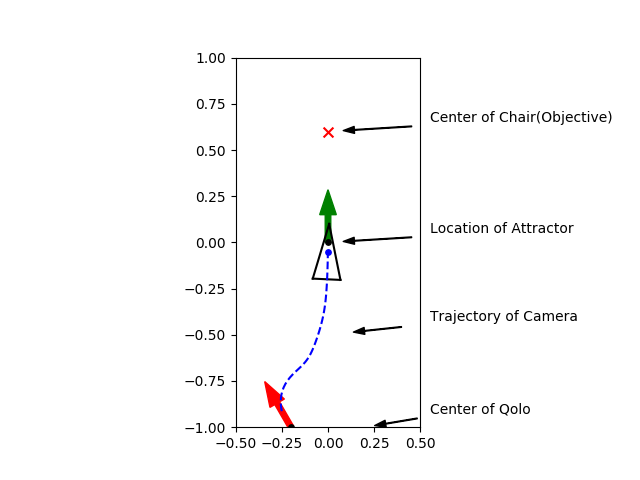 1.00
0.75
Center of Chair(Objective)
0.50
0.25
Location of Attractor
0.00
−0.25
Trajectory of Camera
−0.50
−0.75
Center of Qolo
−1.00
−0.50 −0.25 0.00 0.25 0.50